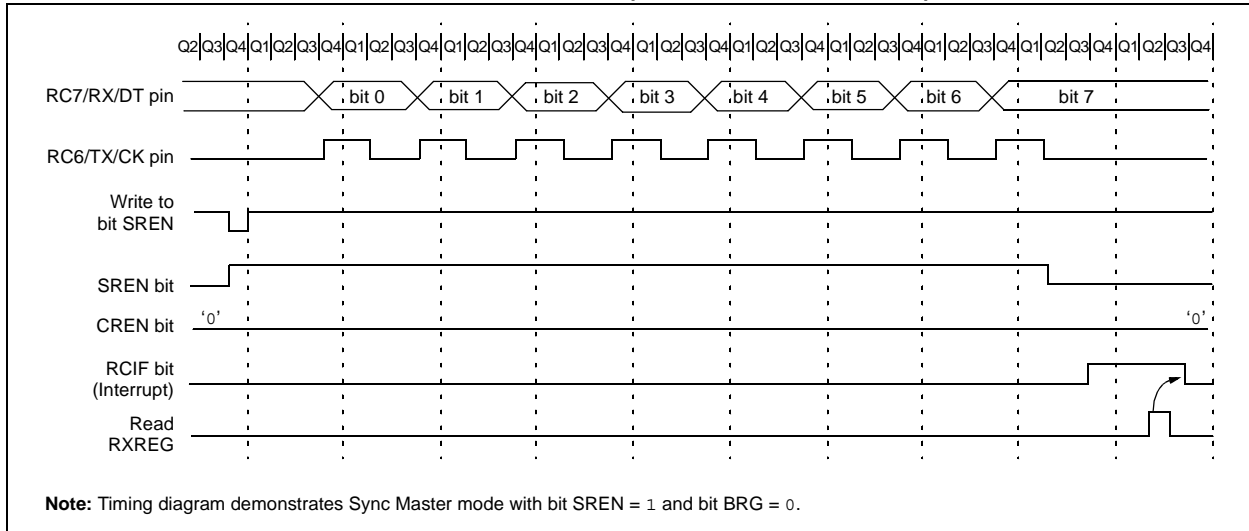 Q2 Q3 Q4 Q1 Q2 Q3 Q4 Q1 Q2 Q3 Q4 Q1 Q2 Q3 Q4 Q1 Q2 Q3 Q4 Q1 Q2 Q3 Q4 Q1 Q2 Q3 Q4 Q1 Q2 Q3 Q4 Q1 Q2 Q3 Q4 Q1 Q2 Q3 Q4 Q1 Q2 Q3 Q4
RC7/RX/DT pin bit 0 bit 1 bit 2 bit 3 bit 4 bit 5 bit 6 bit 7
RC6/TX/CK pin
Write to
bit SREN
SREN bit
CREN bit ‘0’ ‘0’
RCIF bit
(Interrupt)
Read
RXREG
Note: Timing diagram demonstrates Sync Master mode with bit SREN = 1 and bit BRG = 0.